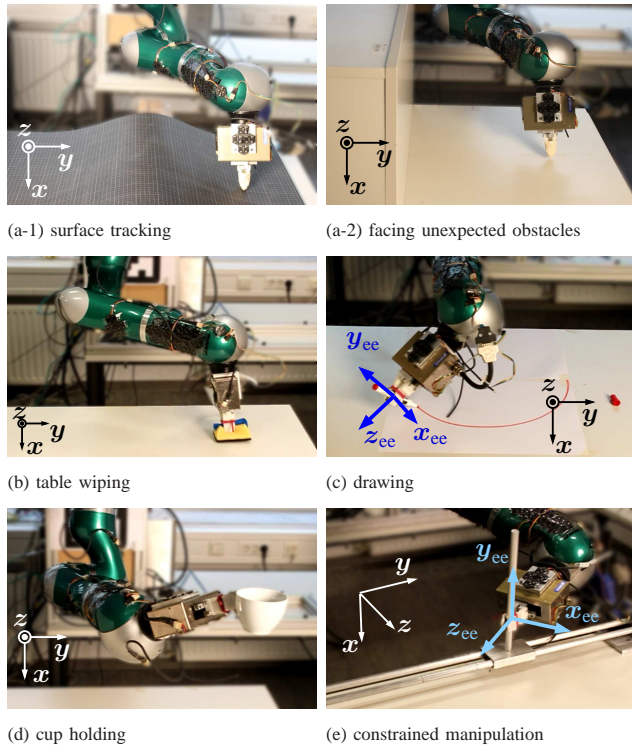 z
y
x
z
y
x
(a-1) surface tracking
(a-2) facing unexpected obstacles
z
y
x
y_ee
z_ee
x_ee
z
y
x
(b) table wiping
(c) drawing
z
y
x
y
x
z
y_ee
x_ee
z_ee
(d) cup holding
(e) constrained manipulation